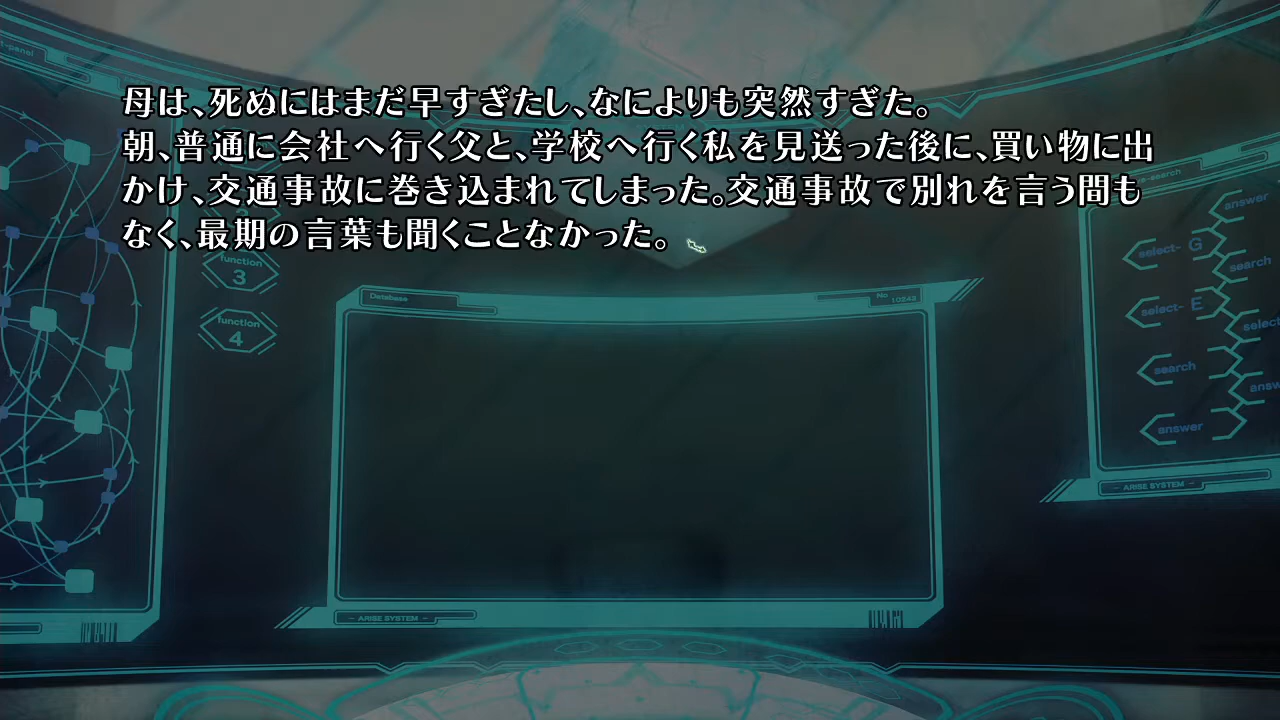 母は、死ぬにはまだ早すぎたし、なによりも突然すぎた。
朝、普通に会社へ行く父と、学校へ行く私を見送った後に、買い物に出
かけ、交通事故に巻き込まれてしまった。交通事故で別れを言う間も
なく、最期の言葉も聞くことなかった。
function
3
function
4
Database
No 10243
ARISE SYSTEM
answer
select- G
search
select- E
search
answer
ARISE SYSTEM